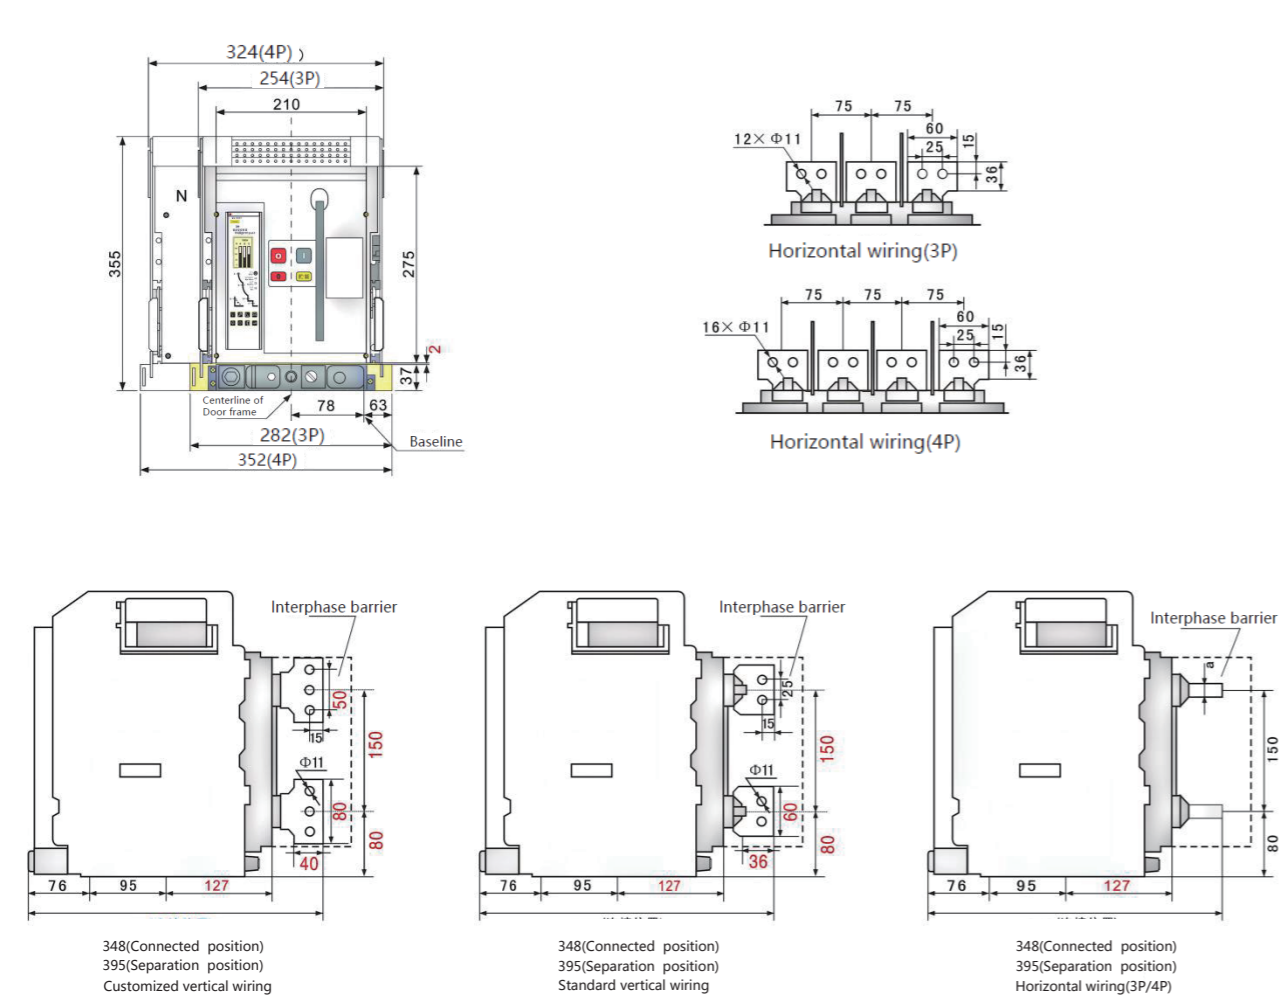 324(4P) )
254(3P)
210
N
355
275
2
37
Centerline of
Door frame
78
63
282(3P)
Baseline
352(4P)
75 75
60
12×Φ11
25
15
36
Horizontal wiring(3P)
75 75 75
60
16×Φ11
25
15
36
Horizontal wiring(4P)
Interphase barrier
50
15
150
Φ11
80
80
40
76 95 127
348(Connected position)
395(Separation position)
Customized vertical wiring
Interphase barrier
25
15
150
Φ11
60
80
36
76 95 127
348(Connected position)
395(Separation position)
Standard vertical wiring
Interphase barrier
a
150
80
76 95 127
348(Connected position)
395(Separation position)
Horizontal wiring(3P/4P)